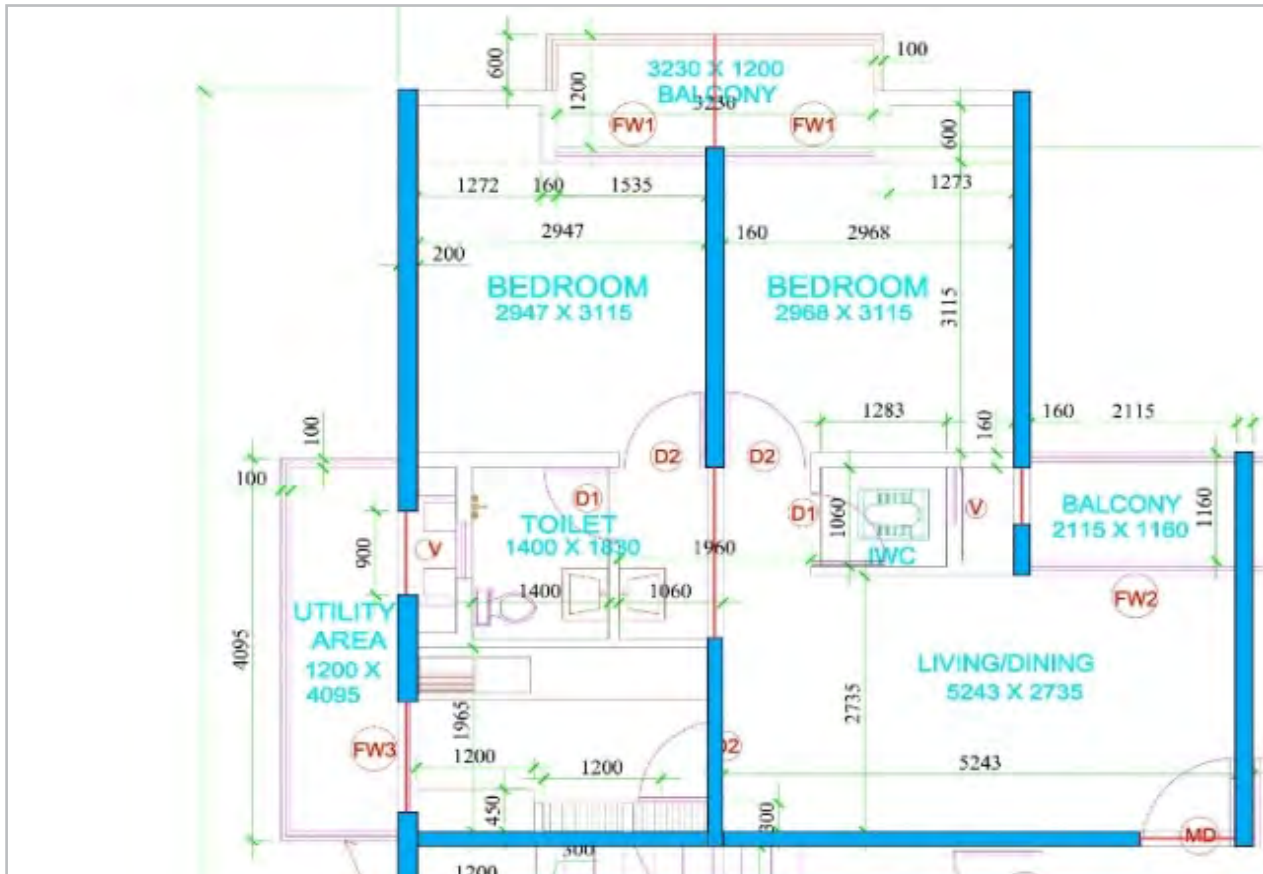 100
600
3230 X 1200
BALCONY
1200
3230
FW1
FW1
600
1272
160
1535
1273
2947
160
2968
200
BEDROOM
2947 X 3115
BEDROOM
2968 X 3115
3115
1283
160
160
2115
100
100
D2
D2
D1
TOILET
1400 X 1830
1960
D1
1060
IWC
V
BALCONY
2115 X 1160
1160
900
V
1400
1060
FW2
UTILITY
AREA
1200 X
4095
4095
LIVING/DINING
5243 X 2735
2735
1965
FW3
1200
1200
D2
5243
450
300
MD
300
1200